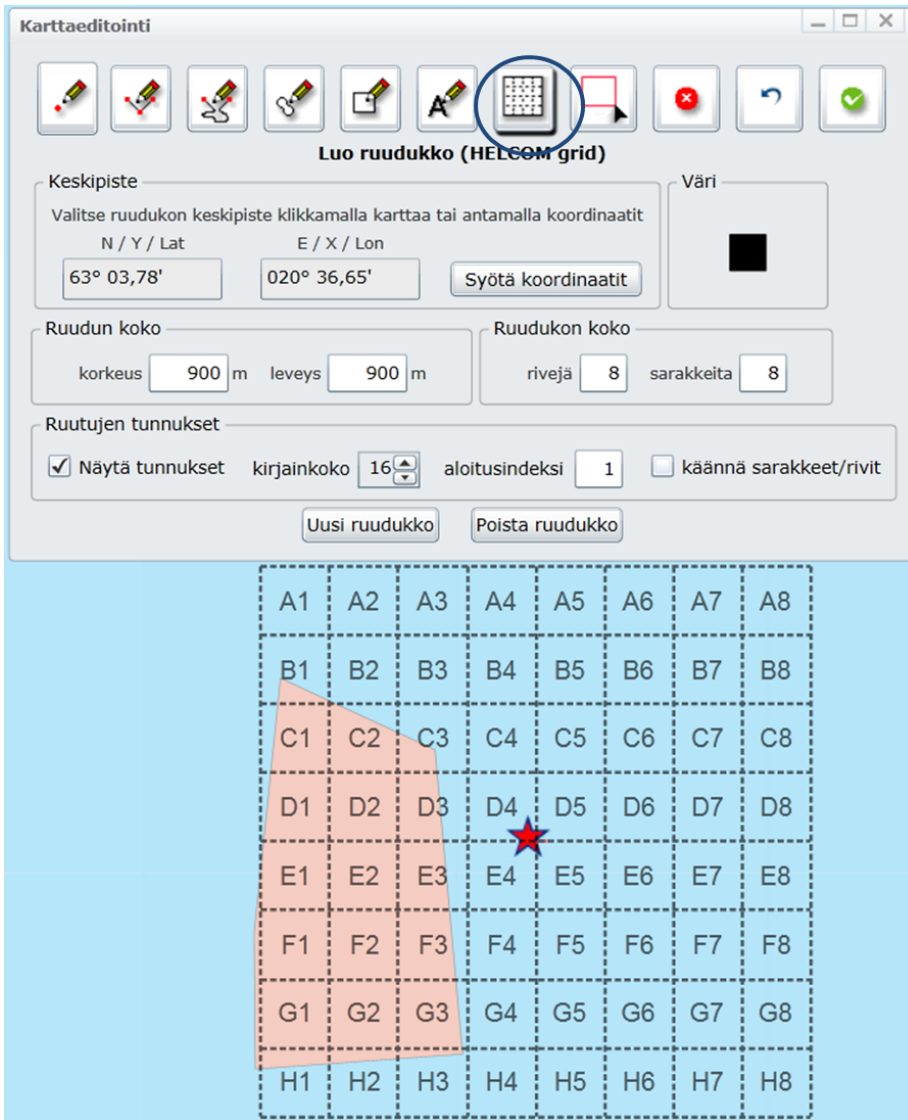 Karttaeditointi
A
Luo ruudukko (HELCOM grid)
Keskipiste
Väri
Valitse ruudukon keskipiste klikkamalla karttaa tai antamalla koordinaatit
N / Y / Lat E / X / Lon
63° 03,78' 020° 36,65' Syötä koordinaatit
Ruudun koko Ruudukon koko
korkeus 900 m leveys 900 m rivejä 8 sarakkeita 8
Ruutujen tunnukset
Näytä tunnukset kirjainkoko 16 aloitusindeksi 1 käännä sarakkeet/rivit
Uusi ruudukko Poista ruudukko
A1 A2 A3 A4 A5 A6 A7 A8
B1 B2 B3 B4 B5 B6 B7 B8
C1 C2 C3 C4 C5 C6 C7 C8
D1 D2 D3 D4 D5 D6 D7 D8
E1 E2 E3 E4 E5 E6 E7 E8
F1 F2 F3 F4 F5 F6 F7 F8
G1 G2 G3 G4 G5 G6 G7 G8
H1 H2 H3 H4 H5 H6 H7 H8